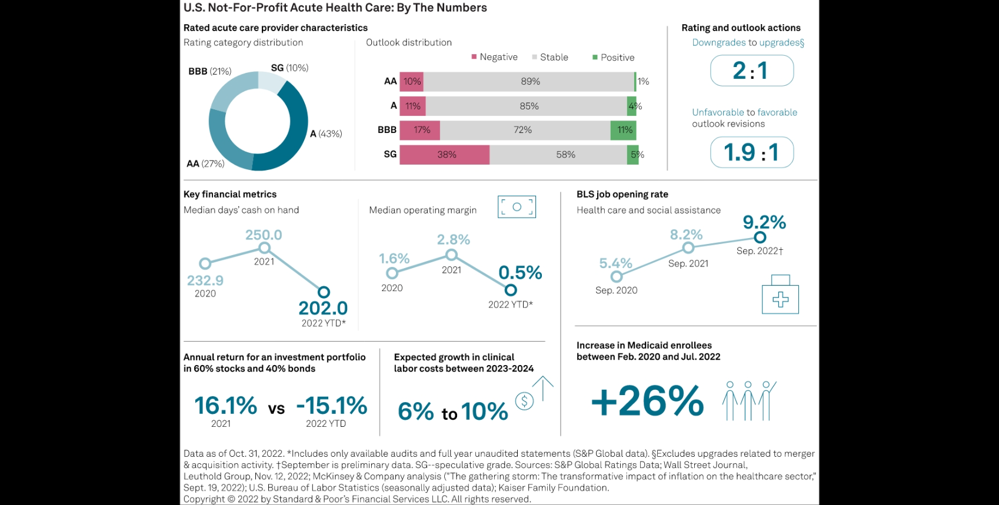 U.S. Not-For-Profit Acute Health Care: By The Numbers
Rated acute care provider characteristics
Rating category distribution
BBB (21%)
SG (10%)
A (43%)
AA (27%)
Outlook distribution
Negative Stable Positive
AA 10% 89% 1%
A 11% 85% 4%
BBB 17% 72% 11%
SG 38% 58% 5%
Rating and outlook actions
Downgrades to upgrades§
2:1
Unfavorable to favorable
outlook revisions
1.9:1
Key financial metrics
Median days' cash on hand
250.0
2021
232.9
2020
202.0
2022 YTD*
Median operating margin
2.8%
2021
1.6%
2020
0.5%
2022 YTD*
BLS job opening rate
Health care and social assistance
9.2%
Sep. 2022†
8.2%
Sep. 2021
5.4%
Sep. 2020
Annual return for an investment portfolio
in 60% stocks and 40% bonds
16.1% vs -15.1%
2021 2022 YTD
Expected growth in clinical
labor costs between 2023-2024
$
6% to 10%
Increase in Medicaid enrollees
between Feb. 2020 and Jul. 2022
+26%
Data as of Oct. 31, 2022. *Includes only available audits and full year unaudited statements (S&P Global data). §Excludes upgrades related to merger
& acquisition activity. †September is preliminary data. SG--speculative grade. Sources: S&P Global Ratings Data; Wall Street Journal,
Leuthold Group, Nov. 12, 2022; McKinsey & Company analysis ("The gathering storm: The transformative impact of inflation on the healthcare sector,"
Sept. 19, 2022); U.S. Bureau of Labor Statistics (seasonally adjusted data); Kaiser Family Foundation.
Copyright © 2022 by Standard & Poor's Financial Services LLC. All rights reserved.